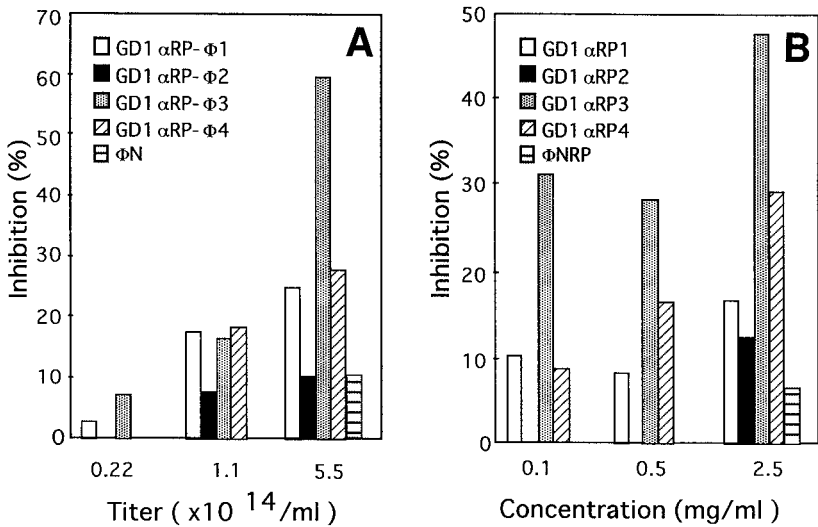 A
70
60
50
40
30
20
10
0
Inhibition (%)
GD1 αRP-Φ1
GD1 αRP-Φ2
GD1 αRP-Φ3
GD1 αRP-Φ4
ΦN
0.22 1.1 5.5
Titer ( x10 14/ml )
B
50
40
30
20
10
0
Inhibition (%)
GD1 αRP1
GD1 αRP2
GD1 αRP3
GD1 αRP4
ΦNRP
0.1 0.5 2.5
Concentration (mg/ml)